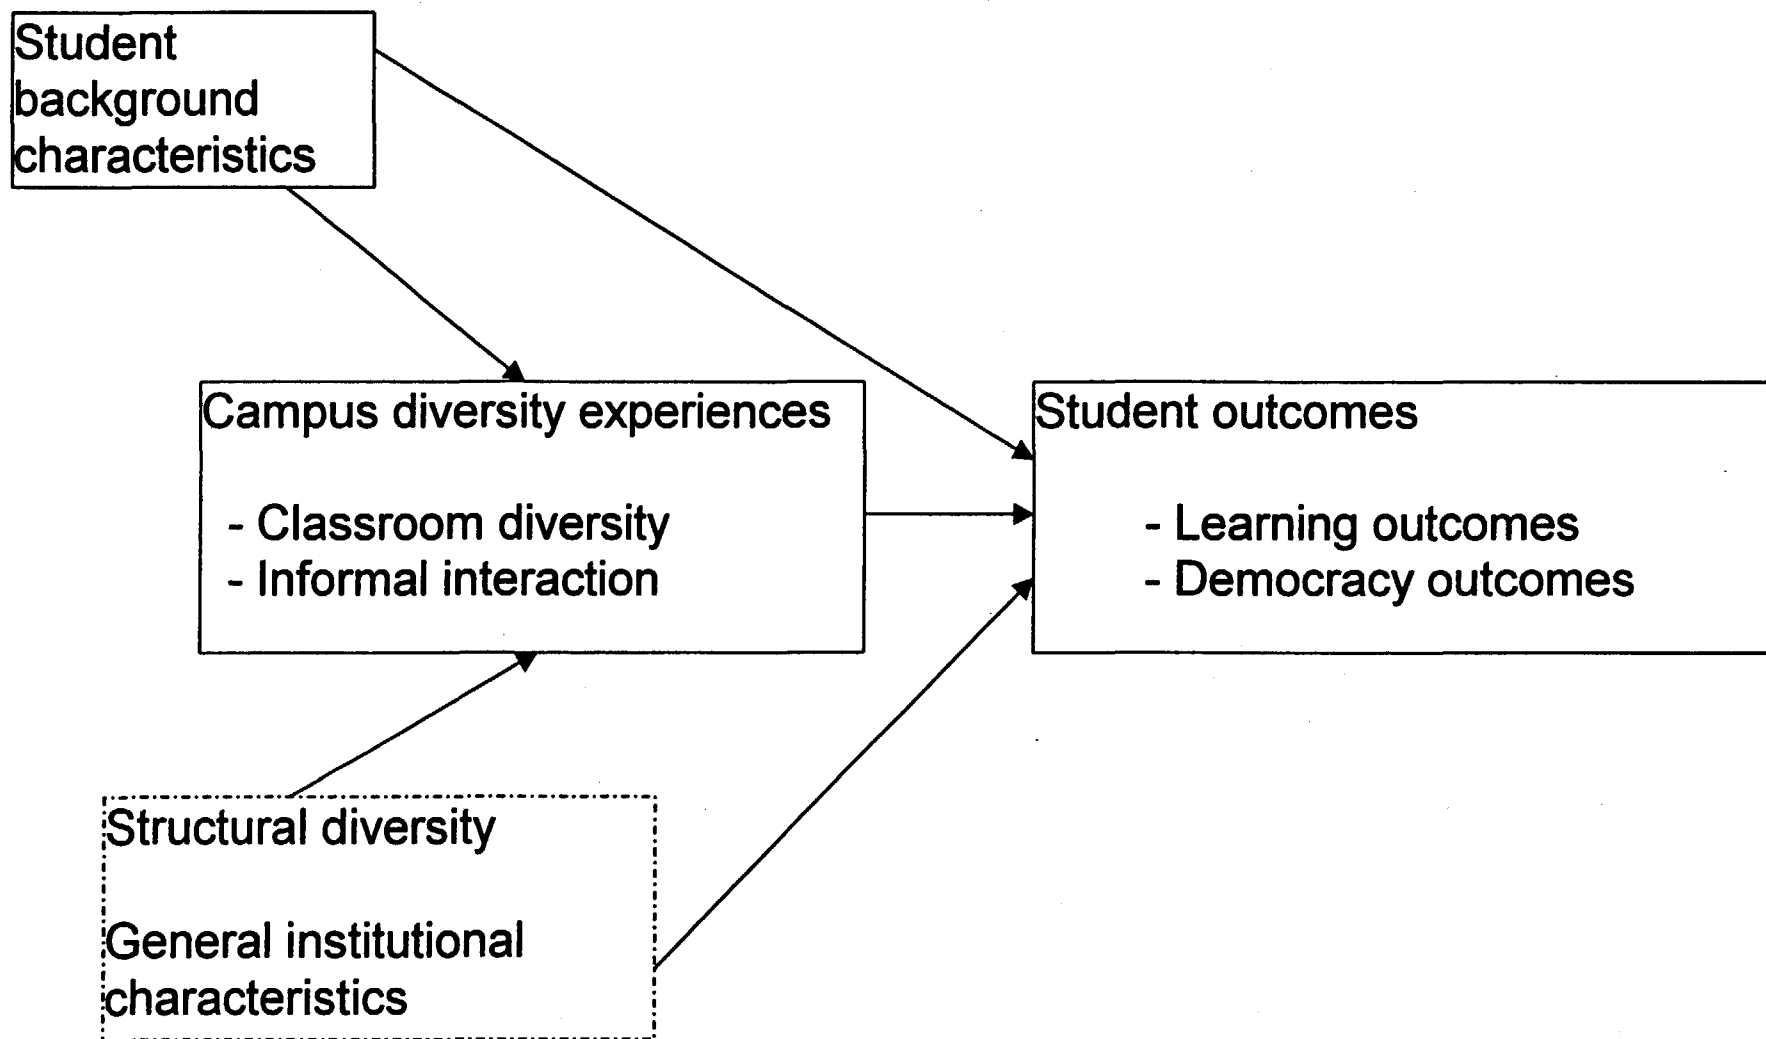 Student
background
characteristics
Campus diversity experiences
- Classroom diversity
- Informal interaction
Student outcomes
- Learning outcomes
- Democracy outcomes
Structural diversity
General institutional
characteristics